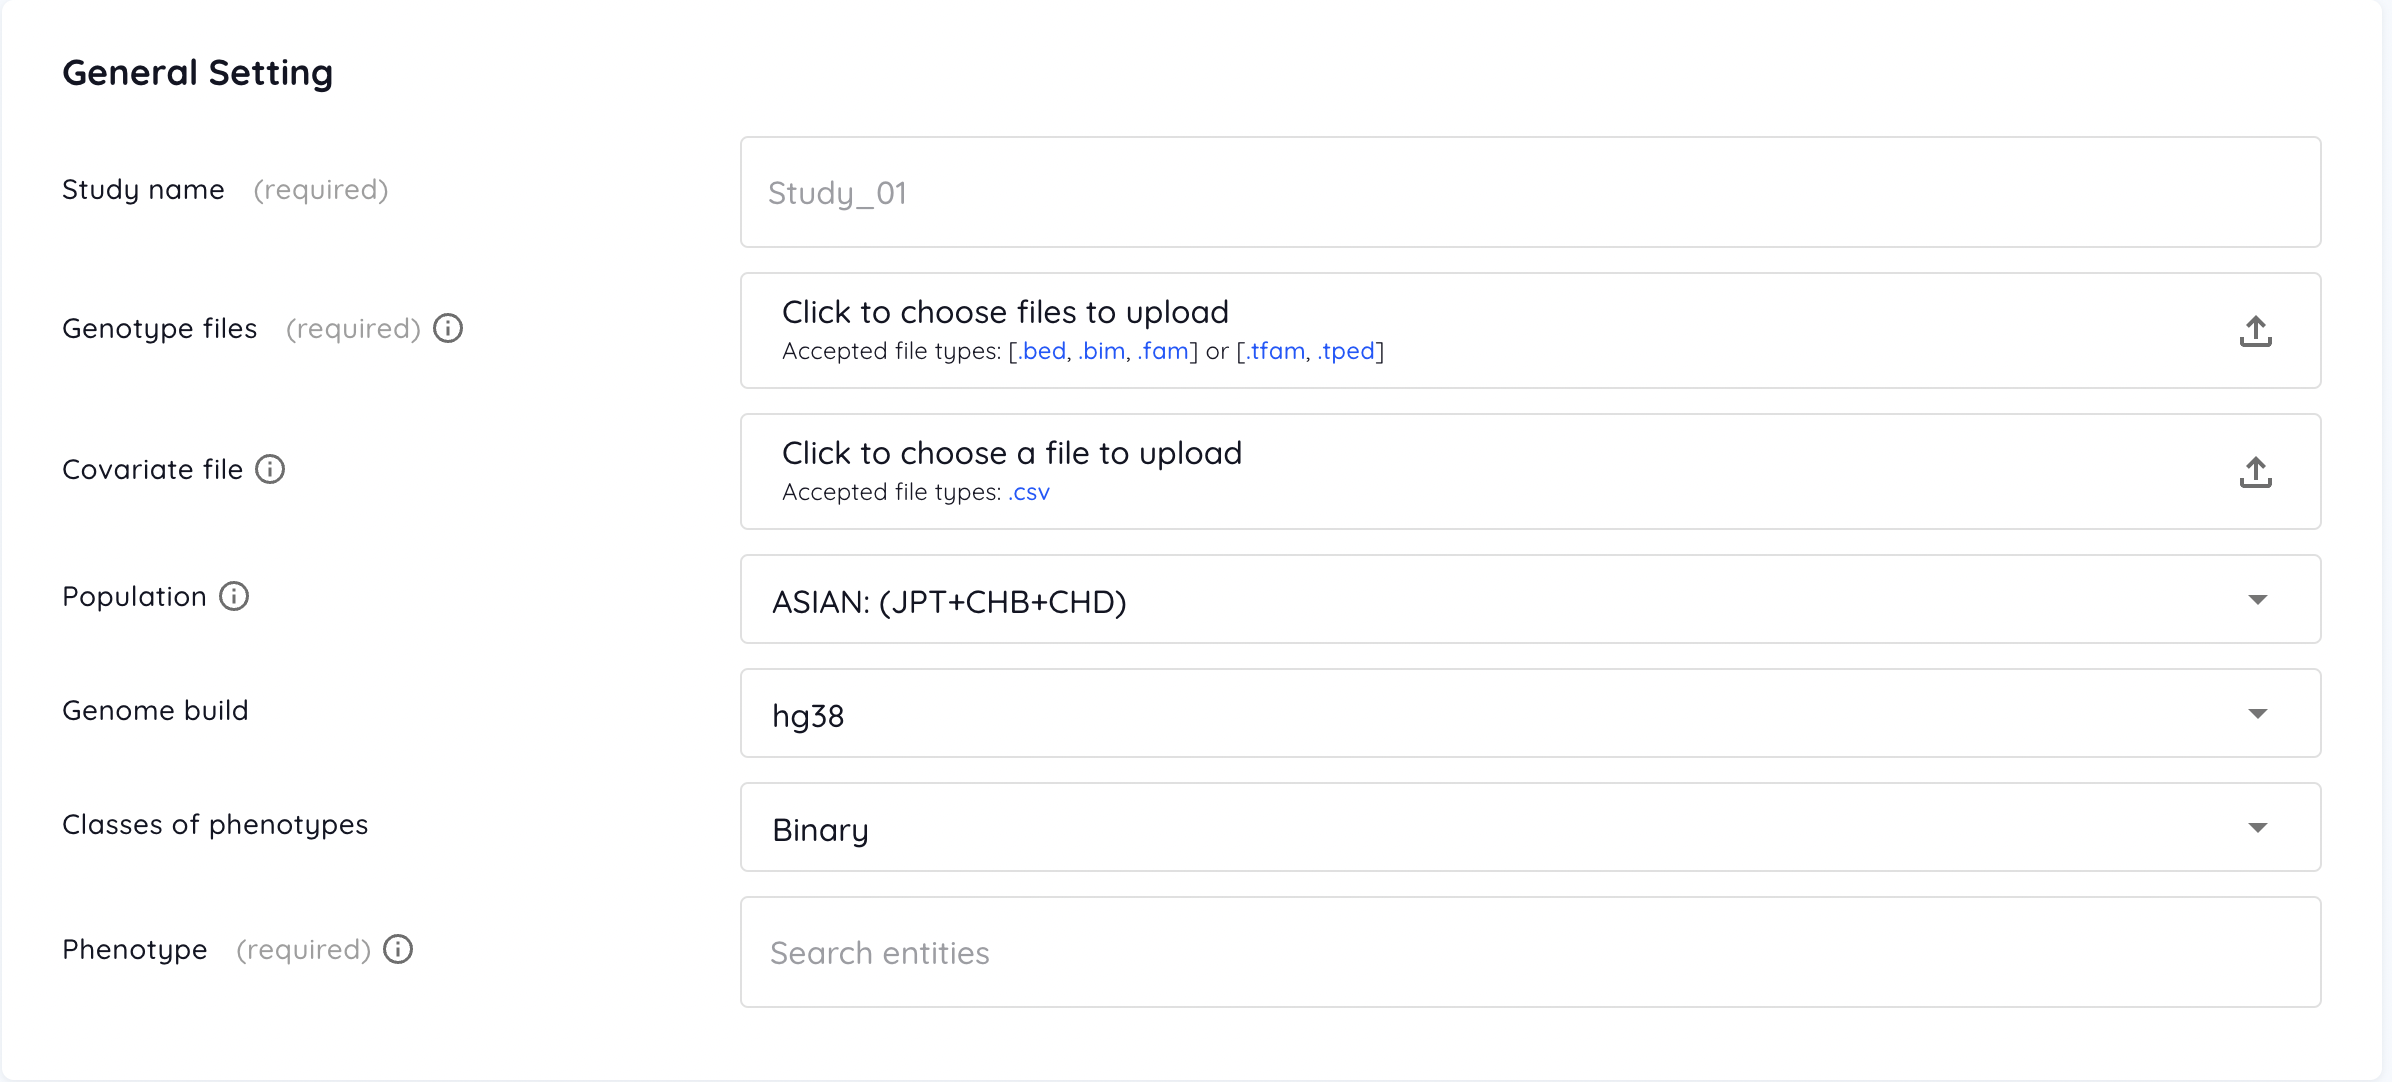 General Setting
Study name (required)
Study_01
Genotype files (required)
Click to choose files to upload
Accepted file types: [.bed, .bim, .fam] or [.tfam, .tped]
Covariate file
Click to choose a file to upload
Accepted file types: .csv
Population
ASIAN: (JPT+CHB+CHD)
Genome build
hg38
Classes of phenotypes
Binary
Phenotype (required)
Search entities